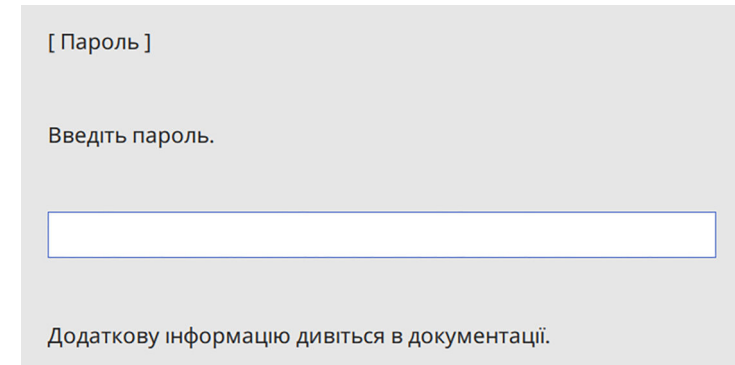 [ Пароль ]
Введіть пароль.
Додаткову інформацію дивіться в документації.